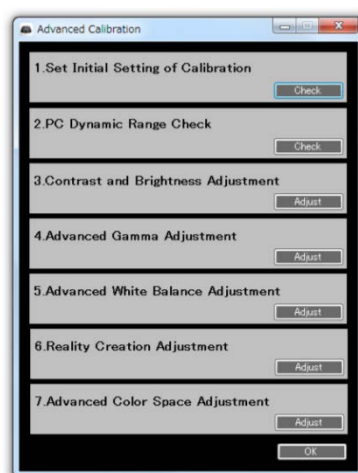 Advanced Calibration
1.Set Initial Setting of Calibration
Check
2.PC Dynamic Range Check
Check
3.Contrast and Brightness Adjustment
Adjust
4.Advanced Gamma Adjustment
Adjust
5.Advanced White Balance Adjustment
Adjust
6.Reality Creation Adjustment
Adjust
7.Advanced Color Space Adjustment
Adjust
OK